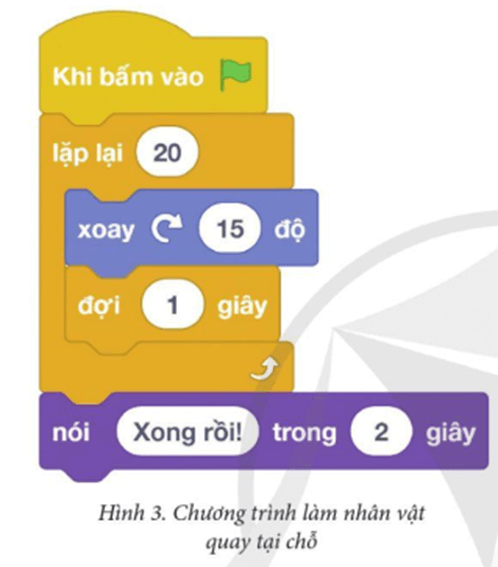 Khi bấm vào
lặp lại 20
xoay 15 độ
đợi 1 giây
nói Xong rồi! trong 2 giây
Hình 3. Chương trình làm nhân vật
quay tại chỗ